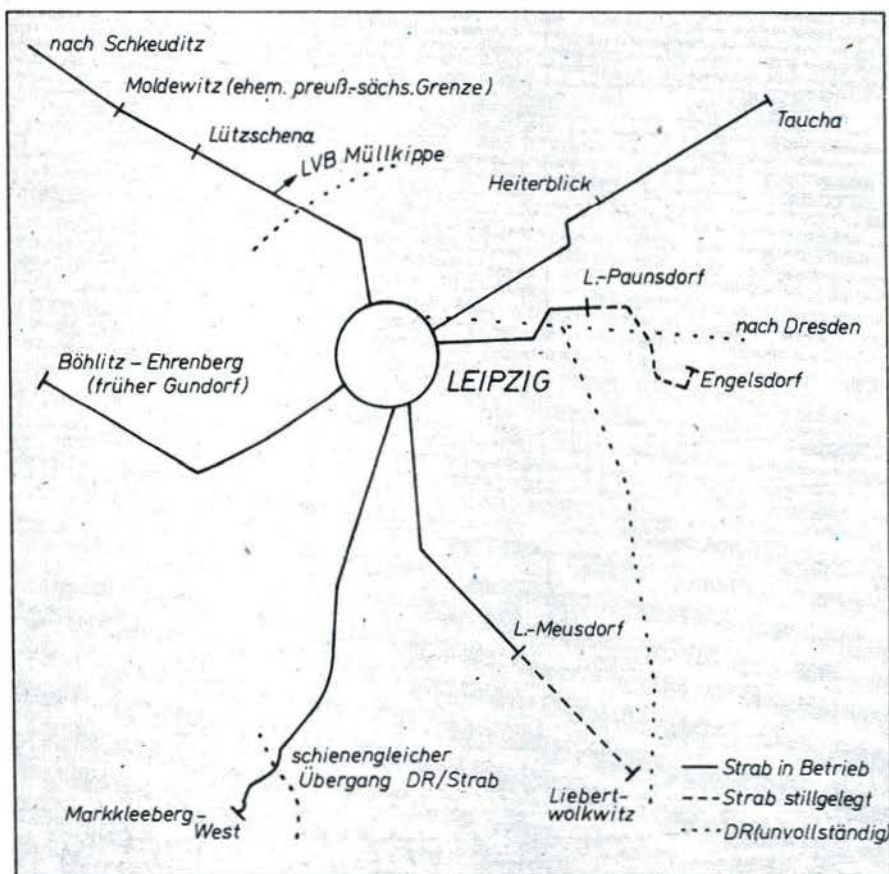 nach Schkeuditz
Moldewitz (ehem. preuß.-sächs. Grenze)
Lützschena
LVB Müllkippe
Taucha
Heiterblick
L.-Paunsdorf
nach Dresden
Engelsdorf
Böhlitz - Ehrenberg
(früher Gundorf)
LEIPZIG
L.-Meusdorf
schienengleicher
Übergang DR/Strab
Markkleeberg -
West
Liebert-
wolkwitz
Strab in Betrieb
Strab stillgelegt
DR (unvollständig)